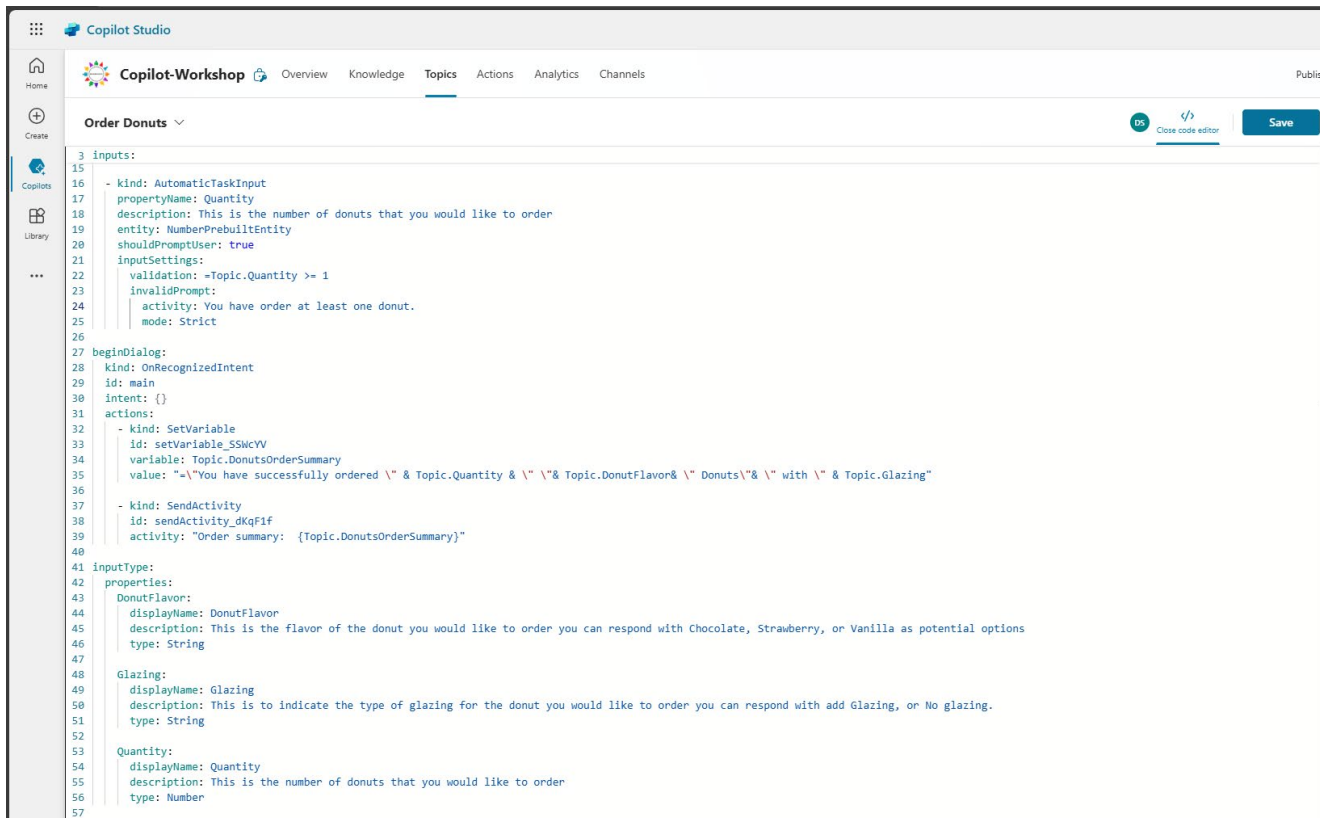 Copilot Studio
Home
Create
Copilots
Library
Copilot-Workshop Overview Knowledge Topics Actions Analytics Channels
Order Donuts
DS
</>
Close code editor
Save
3 inputs:
15
16 - kind: AutomaticTaskInput
17 propertyName: Quantity
18 description: This is the number of donuts that you would like to order
19 entity: NumberPrebuiltEntity
20 shouldPromptUser: true
21 inputSettings:
22 validation: =Topic.Quantity >= 1
23 invalidPrompt:
24 activity: You have order at least one donut.
25 mode: Strict
26
27 beginDialog:
28 kind: OnRecognizedIntent
29 id: main
30 intent: {}
31 actions:
32 - kind: SetVariable
33 id: setVariable_SSWcYV
34 variable: Topic.DonutsOrderSummary
35 value: "=\"You have successfully ordered \" & Topic.Quantity & \" \"& Topic.DonutFlavor& \" Donuts\"& \" with \" & Topic.Glazing"
36
37 - kind: SendActivity
38 id: sendActivity_dKqF1f
39 activity: "Order summary:  {Topic.DonutsOrderSummary}"
40
41 inputType:
42 properties:
43 DonutFlavor:
44 displayName: DonutFlavor
45 description: This is the flavor of the donut you would like to order you can respond with Chocolate, Strawberry, or Vanilla as potential options
46 type: String
47
48 Glazing:
49 displayName: Glazing
50 description: This is to indicate the type of glazing for the donut you would like to order you can respond with add Glazing, or No glazing.
51 type: String
52
53 Quantity:
54 displayName: Quantity
55 description: This is the number of donuts that you would like to order
56 type: Number
57